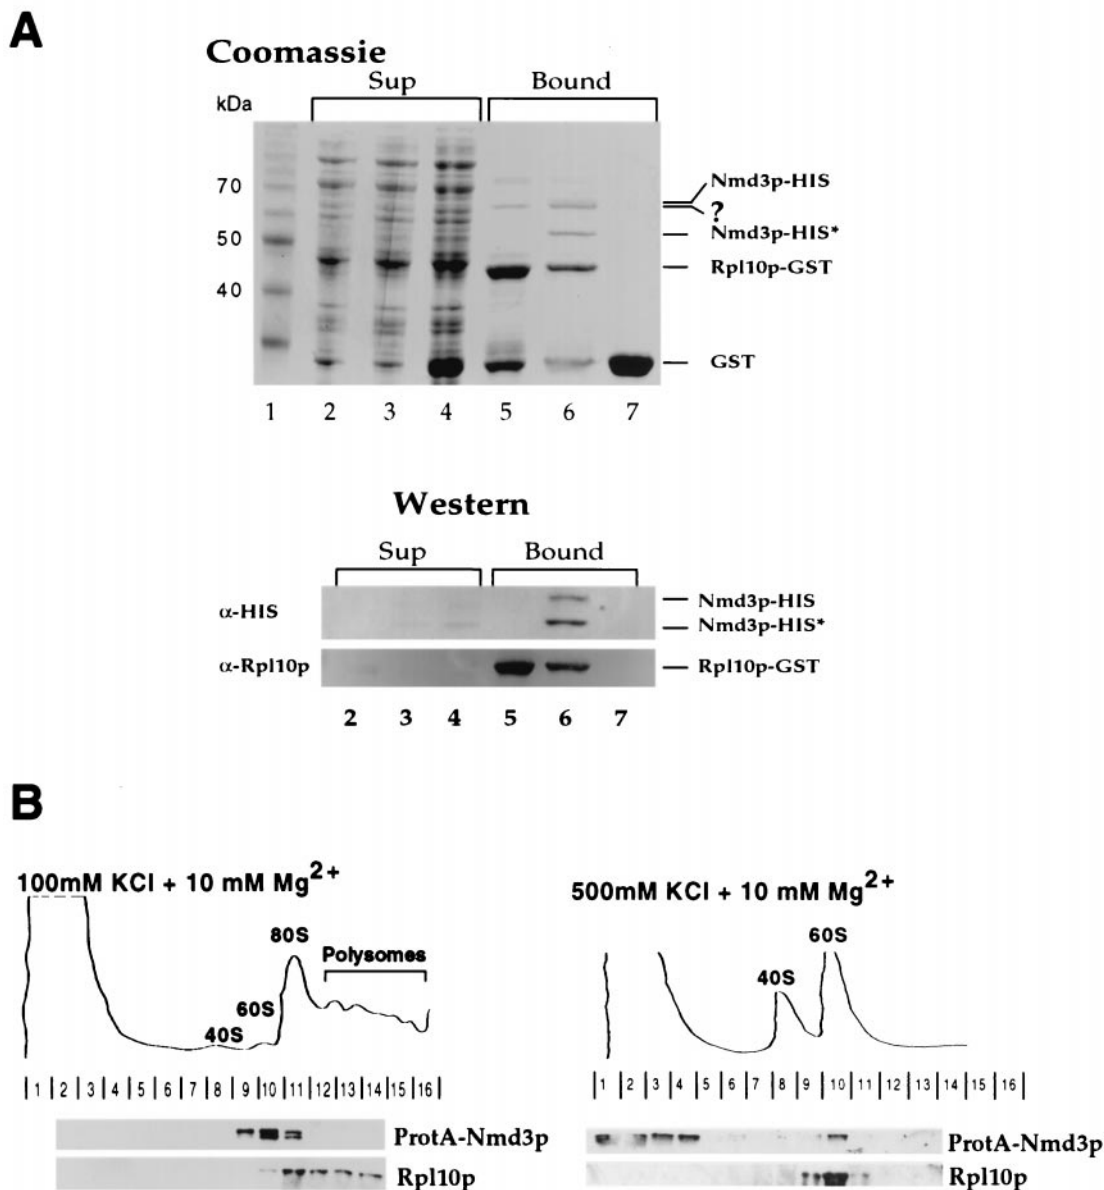 A
Coomassie
Sup Bound
kDa
70
50
40
Nmd3p-HIS
?
Nmd3p-HIS*
Rpl10p-GST
GST
1 2 3 4 5 6 7
Western
Sup Bound
α-HIS
Nmd3p-HIS
Nmd3p-HIS*
α-Rpl10p
Rpl10p-GST
2 3 4 5 6 7
B
100mM KCl + 10 mM Mg2+
80S
Polysomes
60S
40S
1 2 3 4 5 6 7 8 9 10 11 12 13 14 15 16
ProtA-Nmd3p
Rpl10p
500mM KCl + 10 mM Mg2+
60S
40S
1 2 3 4 5 6 7 8 9 10 11 12 13 14 15 16
ProtA-Nmd3p
Rpl10p